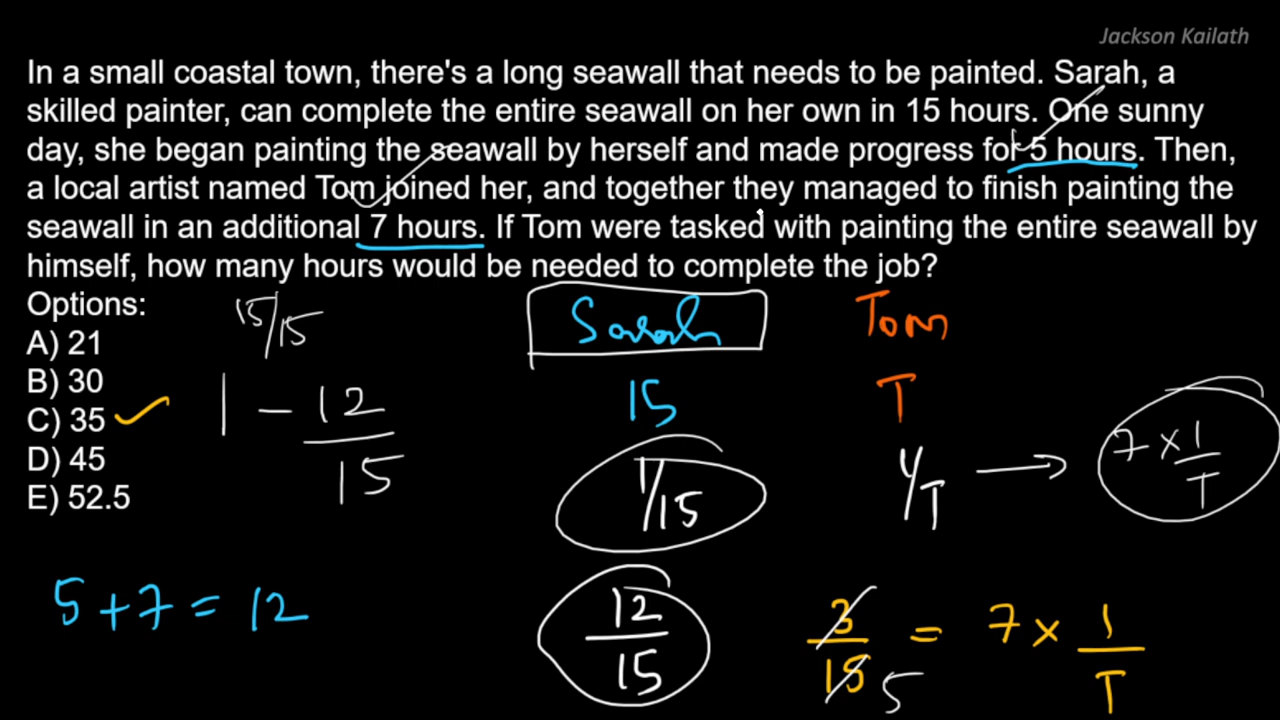 Jackson Kailath
In a small coastal town, there's a long seawall that needs to be painted. Sarah, a
skilled painter, can complete the entire seawall on her own in 15 hours. One sunny
day, she began painting the seawall by herself and made progress for 5 hours. Then,
a local artist named Tom joined her, and together they managed to finish painting the
seawall in an additional 7 hours. If Tom were tasked with painting the entire seawall by
himself, how many hours would be needed to complete the job?
Options:
A) 21
B) 30
C) 35 ✓
D) 45
E) 52.5
15/15
1 - 12/15
Sarah
15
1/15
12/15
Tom
T
1/T → 7 × 1/T
5 + 7 = 12
3/15 = 7 × 1/T
5